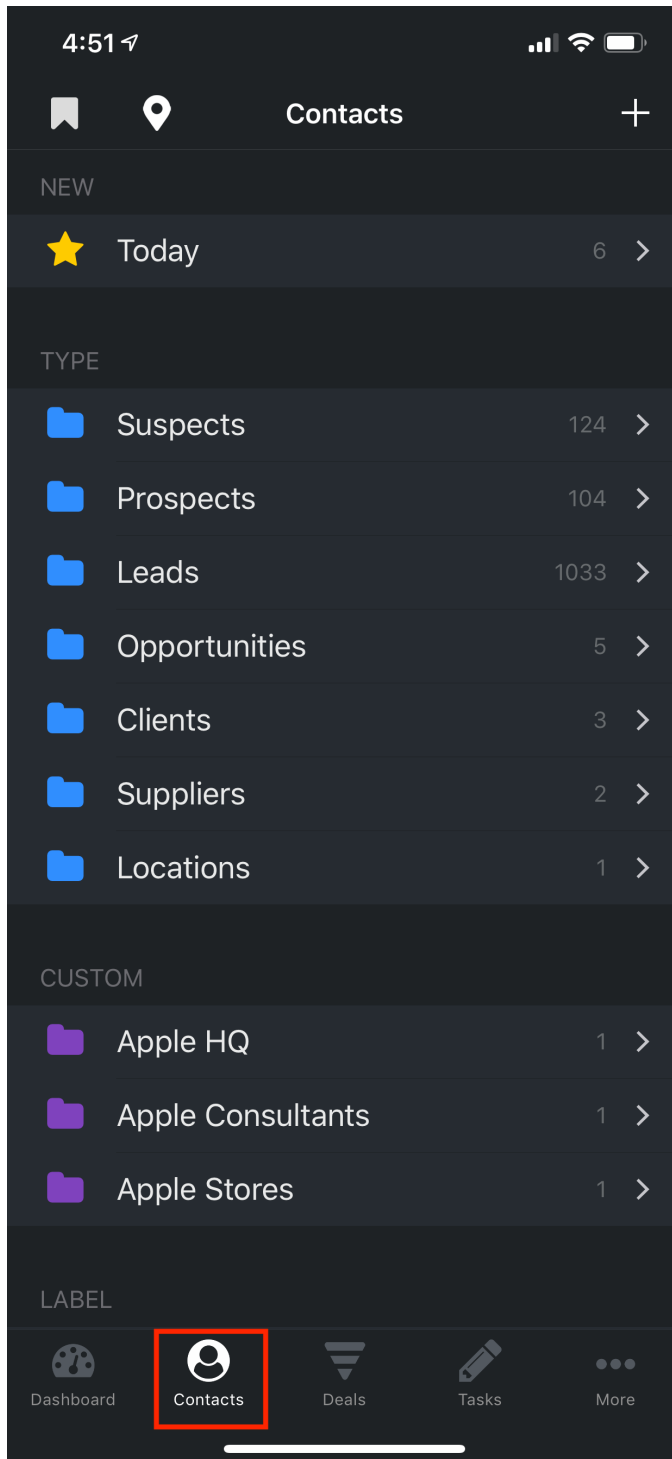 4:51
Contacts
NEW
Today 6
TYPE
Suspects 124
Prospects 104
Leads 1033
Opportunities 5
Clients 3
Suppliers 2
Locations 1
CUSTOM
Apple HQ 1
Apple Consultants 1
Apple Stores 1
LABEL
Dashboard Contacts Deals Tasks More